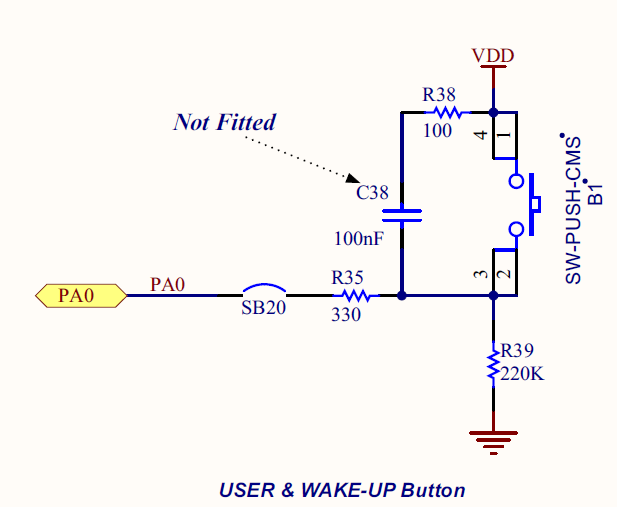 VDD
R38
100
Not Fitted
4
1
C38
100nF
SW-PUSH-CMS
B1
PA0
PA0
SB20
R35
330
3
2
R39
220K
USER & WAKE-UP Button